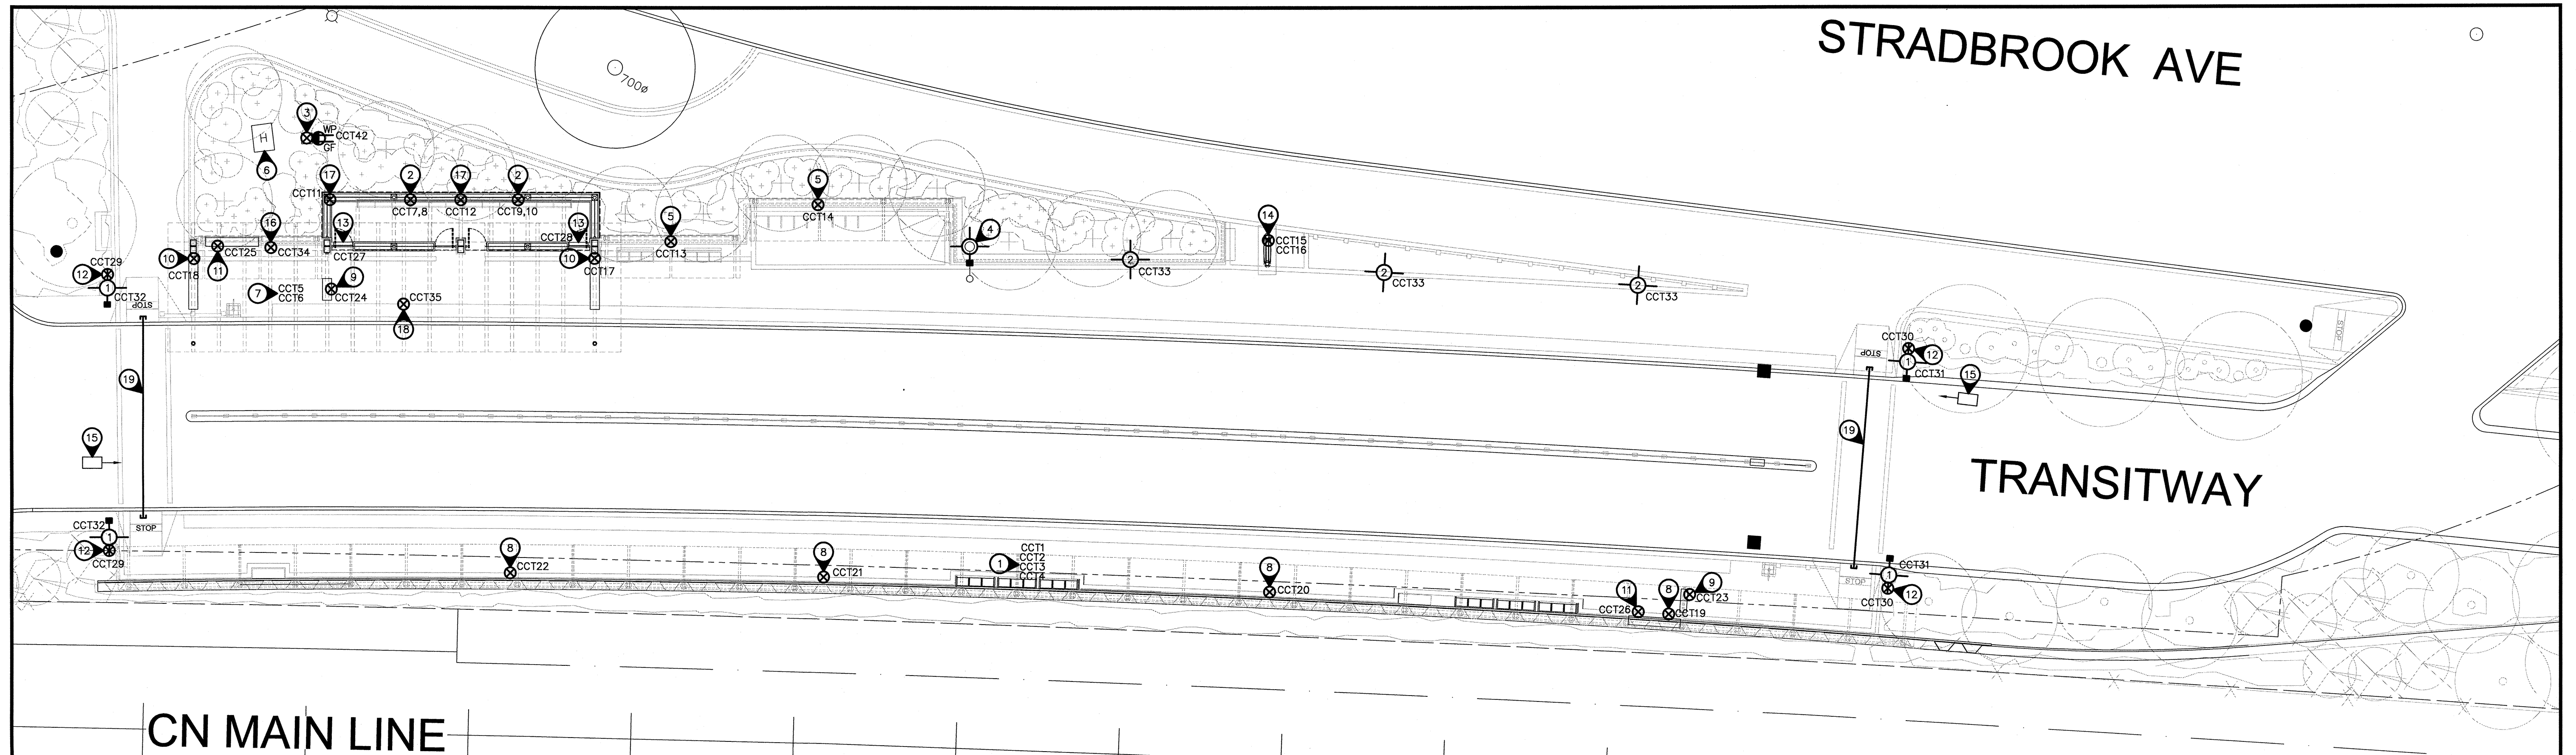 STRADBROOK AVE
700ø
3
WP
CCT42
GF
H
6
17
2
17
2
5
CCT11
CCT7,8
CCT12
CCT9,10
CCT14
16
13
13
5
14
4
CCT28
CCT15
CCT16
10
CCT25
CCT34
CCT27
10
CCT13
CCT18
11
CCT17
2
CCT33
CCT29
12
1
CCT32
STOP
7
CCT5
CCT6
9
CCT24
CCT35
18
2
CCT33
2
CCT33
STOP
CCT30
12
STOP
1
CCT31
15
19
19
15
TRANSITWAY
CCT32
STOP
1
12
CCT29
8
CCT22
8
CCT21
1
CCT1
CCT2
CCT3
CCT4
8
CCT20
11
CCT26
8
CCT19
9
CCT23
STOP
1
CCT31
CCT30
12
CN MAIN LINE